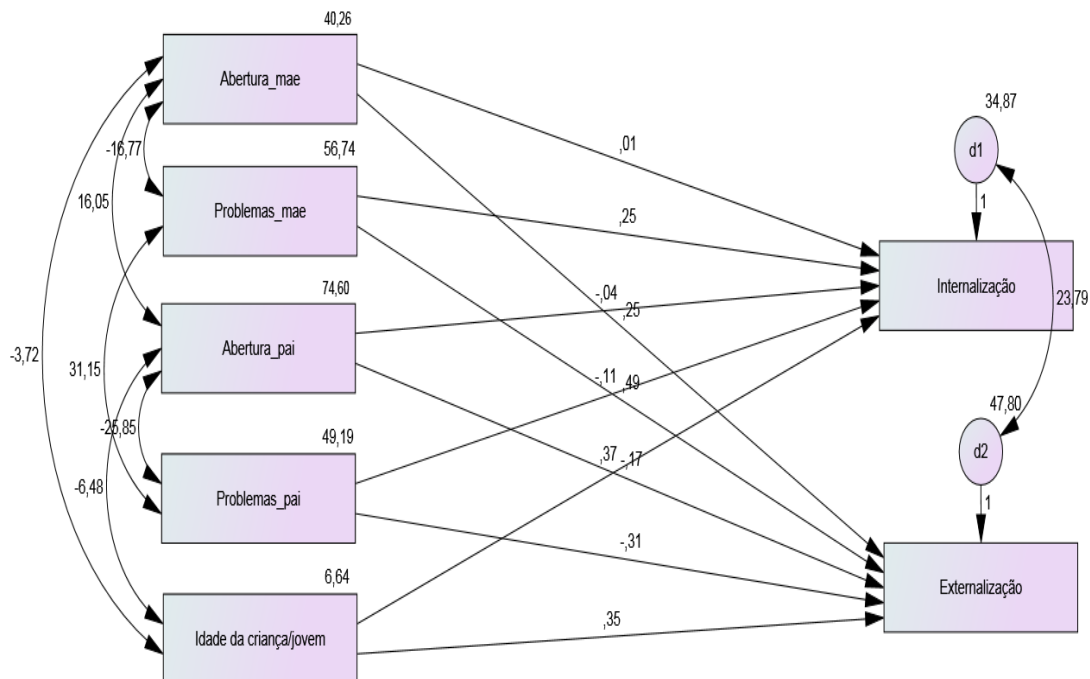 40,26
Abertura_mae
-16,77
56,74
Problemas_mae
16,05
74,60
Abertura_pai
-3,72
31,15
-25,85
49,19
Problemas_pai
-6,48
6,64
Idade da criança/jovem
,01
,25
-,04
,25
-,11
,49
,37
-,17
-,31
,35
34,87
d1
1
Internalização
23,79
47,80
d2
1
Externalização